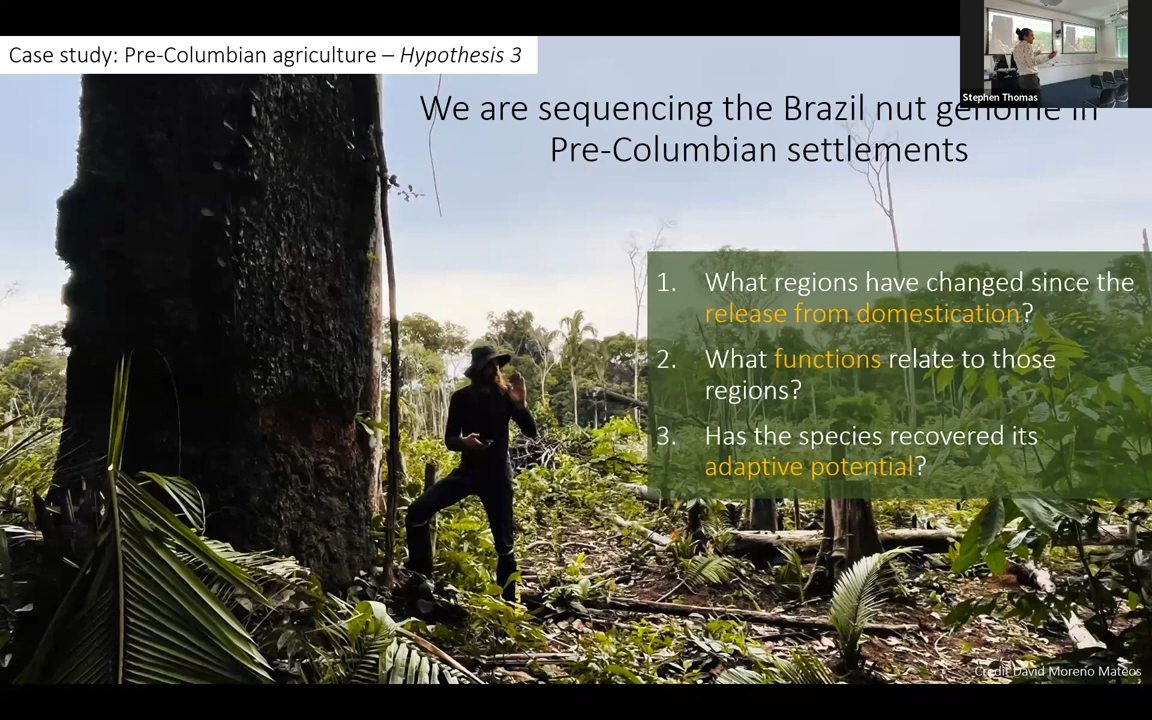 Case study: Pre-Columbian agriculture – Hypothesis 3
Stephen Thomas
We are sequencing the Brazil nut genome in
Pre-Columbian settlements
1. What regions have changed since the
release from domestication?
2. What functions relate to those
regions?
3. Has the species recovered its
adaptive potential?
Credit David Moreno Mateos